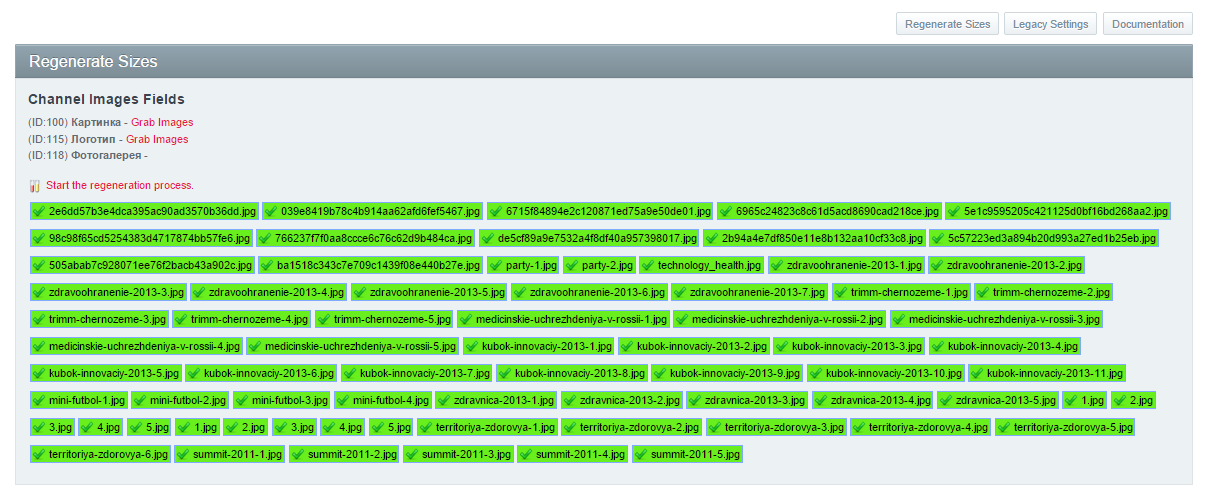 Regenerate Sizes Legacy Settings Documentation
Regenerate Sizes
Channel Images Fields
(ID:100) Картинка - Grab Images
(ID:115) Логотип - Grab Images
(ID:118) Фотогалерея -
Start the regeneration process.
2e6dd57b3e4dca395ac90ad3570b36dd.jpg 039e8419b78c4b914aa62afd6fef5467.jpg 6715f84894e2c120871ed75a9e50de01.jpg 6965c24823c8c61d5acd8690cad218ce.jpg 5e1c9595205c421125d0bf16bd268aa2.jpg
98c98f65cd5254383d4717874bb57fe6.jpg 766237f7f0aa8ccce6c76c62d9b484ca.jpg de5cf89a9e7532a4f8df40a957398017.jpg 2b94a4e7df850e11e8b132aa10cf33c8.jpg 5c57223ed3a894b20d993a27ed1b25eb.jpg
505abab7c928071ee76f2bacb43a902c.jpg ba1518c343c7e709c1439f08e440b27e.jpg party-1.jpg party-2.jpg technology_health.jpg zdravoohranenie-2013-1.jpg zdravoohranenie-2013-2.jpg
zdravoohranenie-2013-3.jpg zdravoohranenie-2013-4.jpg zdravoohranenie-2013-5.jpg zdravoohranenie-2013-6.jpg zdravoohranenie-2013-7.jpg trimm-chernozeme-1.jpg trimm-chernozeme-2.jpg
trimm-chernozeme-3.jpg trimm-chernozeme-4.jpg trimm-chernozeme-5.jpg medicinskie-uchrezhdeniya-v-rossii-1.jpg medicinskie-uchrezhdeniya-v-rossii-2.jpg medicinskie-uchrezhdeniya-v-rossii-3.jpg
medicinskie-uchrezhdeniya-v-rossii-4.jpg medicinskie-uchrezhdeniya-v-rossii-5.jpg kubok-innovaciy-2013-1.jpg kubok-innovaciy-2013-2.jpg kubok-innovaciy-2013-3.jpg kubok-innovaciy-2013-4.jpg
kubok-innovaciy-2013-5.jpg kubok-innovaciy-2013-6.jpg kubok-innovaciy-2013-7.jpg kubok-innovaciy-2013-8.jpg kubok-innovaciy-2013-9.jpg kubok-innovaciy-2013-10.jpg kubok-innovaciy-2013-11.jpg
mini-futbol-1.jpg mini-futbol-2.jpg mini-futbol-3.jpg mini-futbol-4.jpg zdravnica-2013-1.jpg zdravnica-2013-2.jpg zdravnica-2013-3.jpg zdravnica-2013-4.jpg zdravnica-2013-5.jpg 1.jpg 2.jpg
3.jpg 4.jpg 5.jpg 1.jpg 2.jpg 3.jpg 4.jpg 5.jpg territoriya-zdorovya-1.jpg territoriya-zdorovya-2.jpg territoriya-zdorovya-3.jpg territoriya-zdorovya-4.jpg territoriya-zdorovya-5.jpg
territoriya-zdorovya-6.jpg summit-2011-1.jpg summit-2011-2.jpg summit-2011-3.jpg summit-2011-4.jpg summit-2011-5.jpg